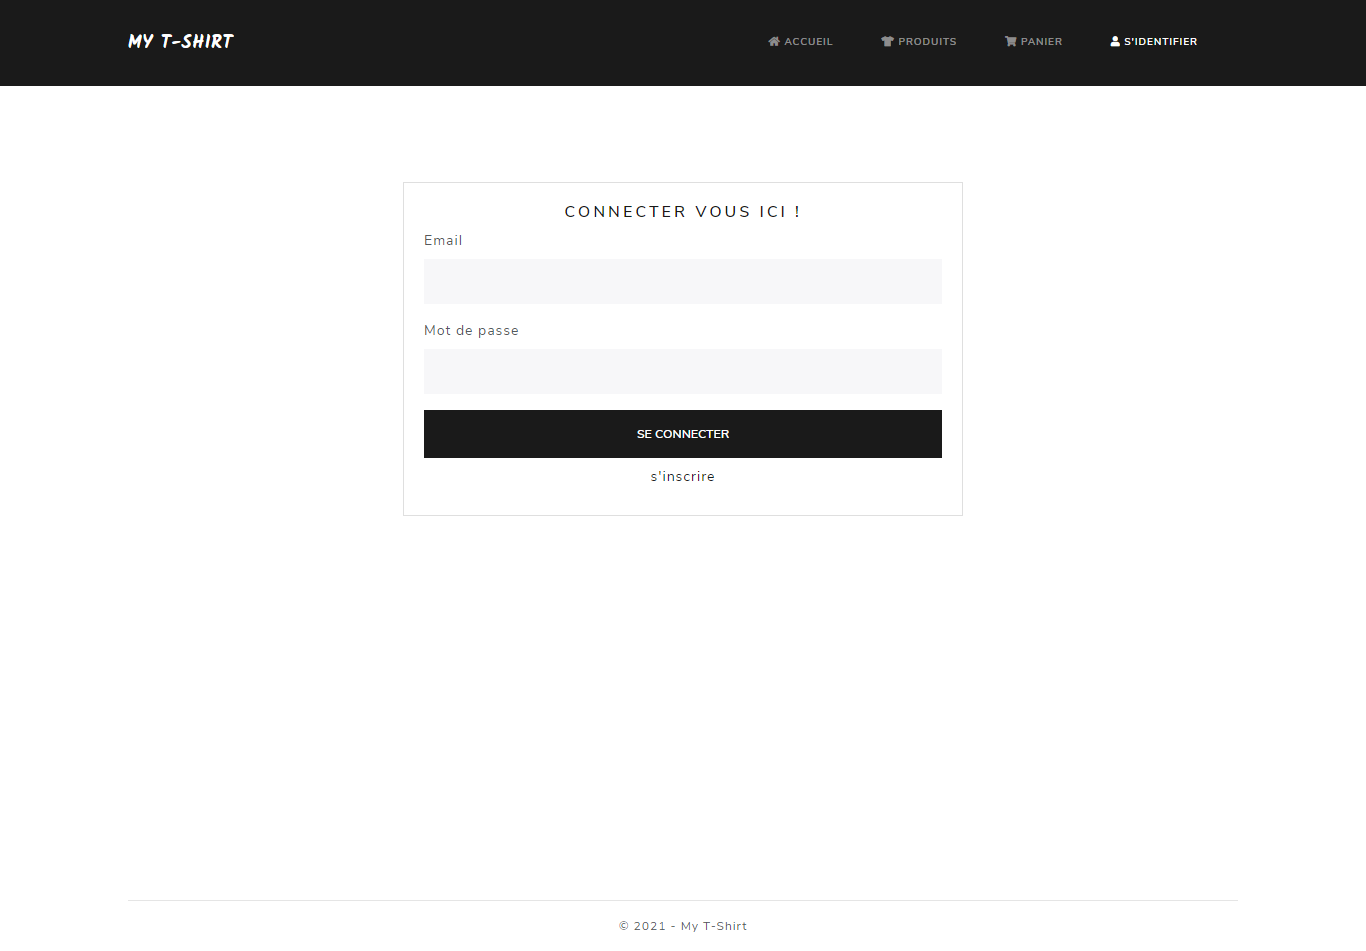 MY T-SHIRT
ACCUEIL PRODUITS PANIER S'IDENTIFIER
CONNECTER VOUS ICI !
Email
Mot de passe
SE CONNECTER
s'inscrire
© 2021 - My T-Shirt